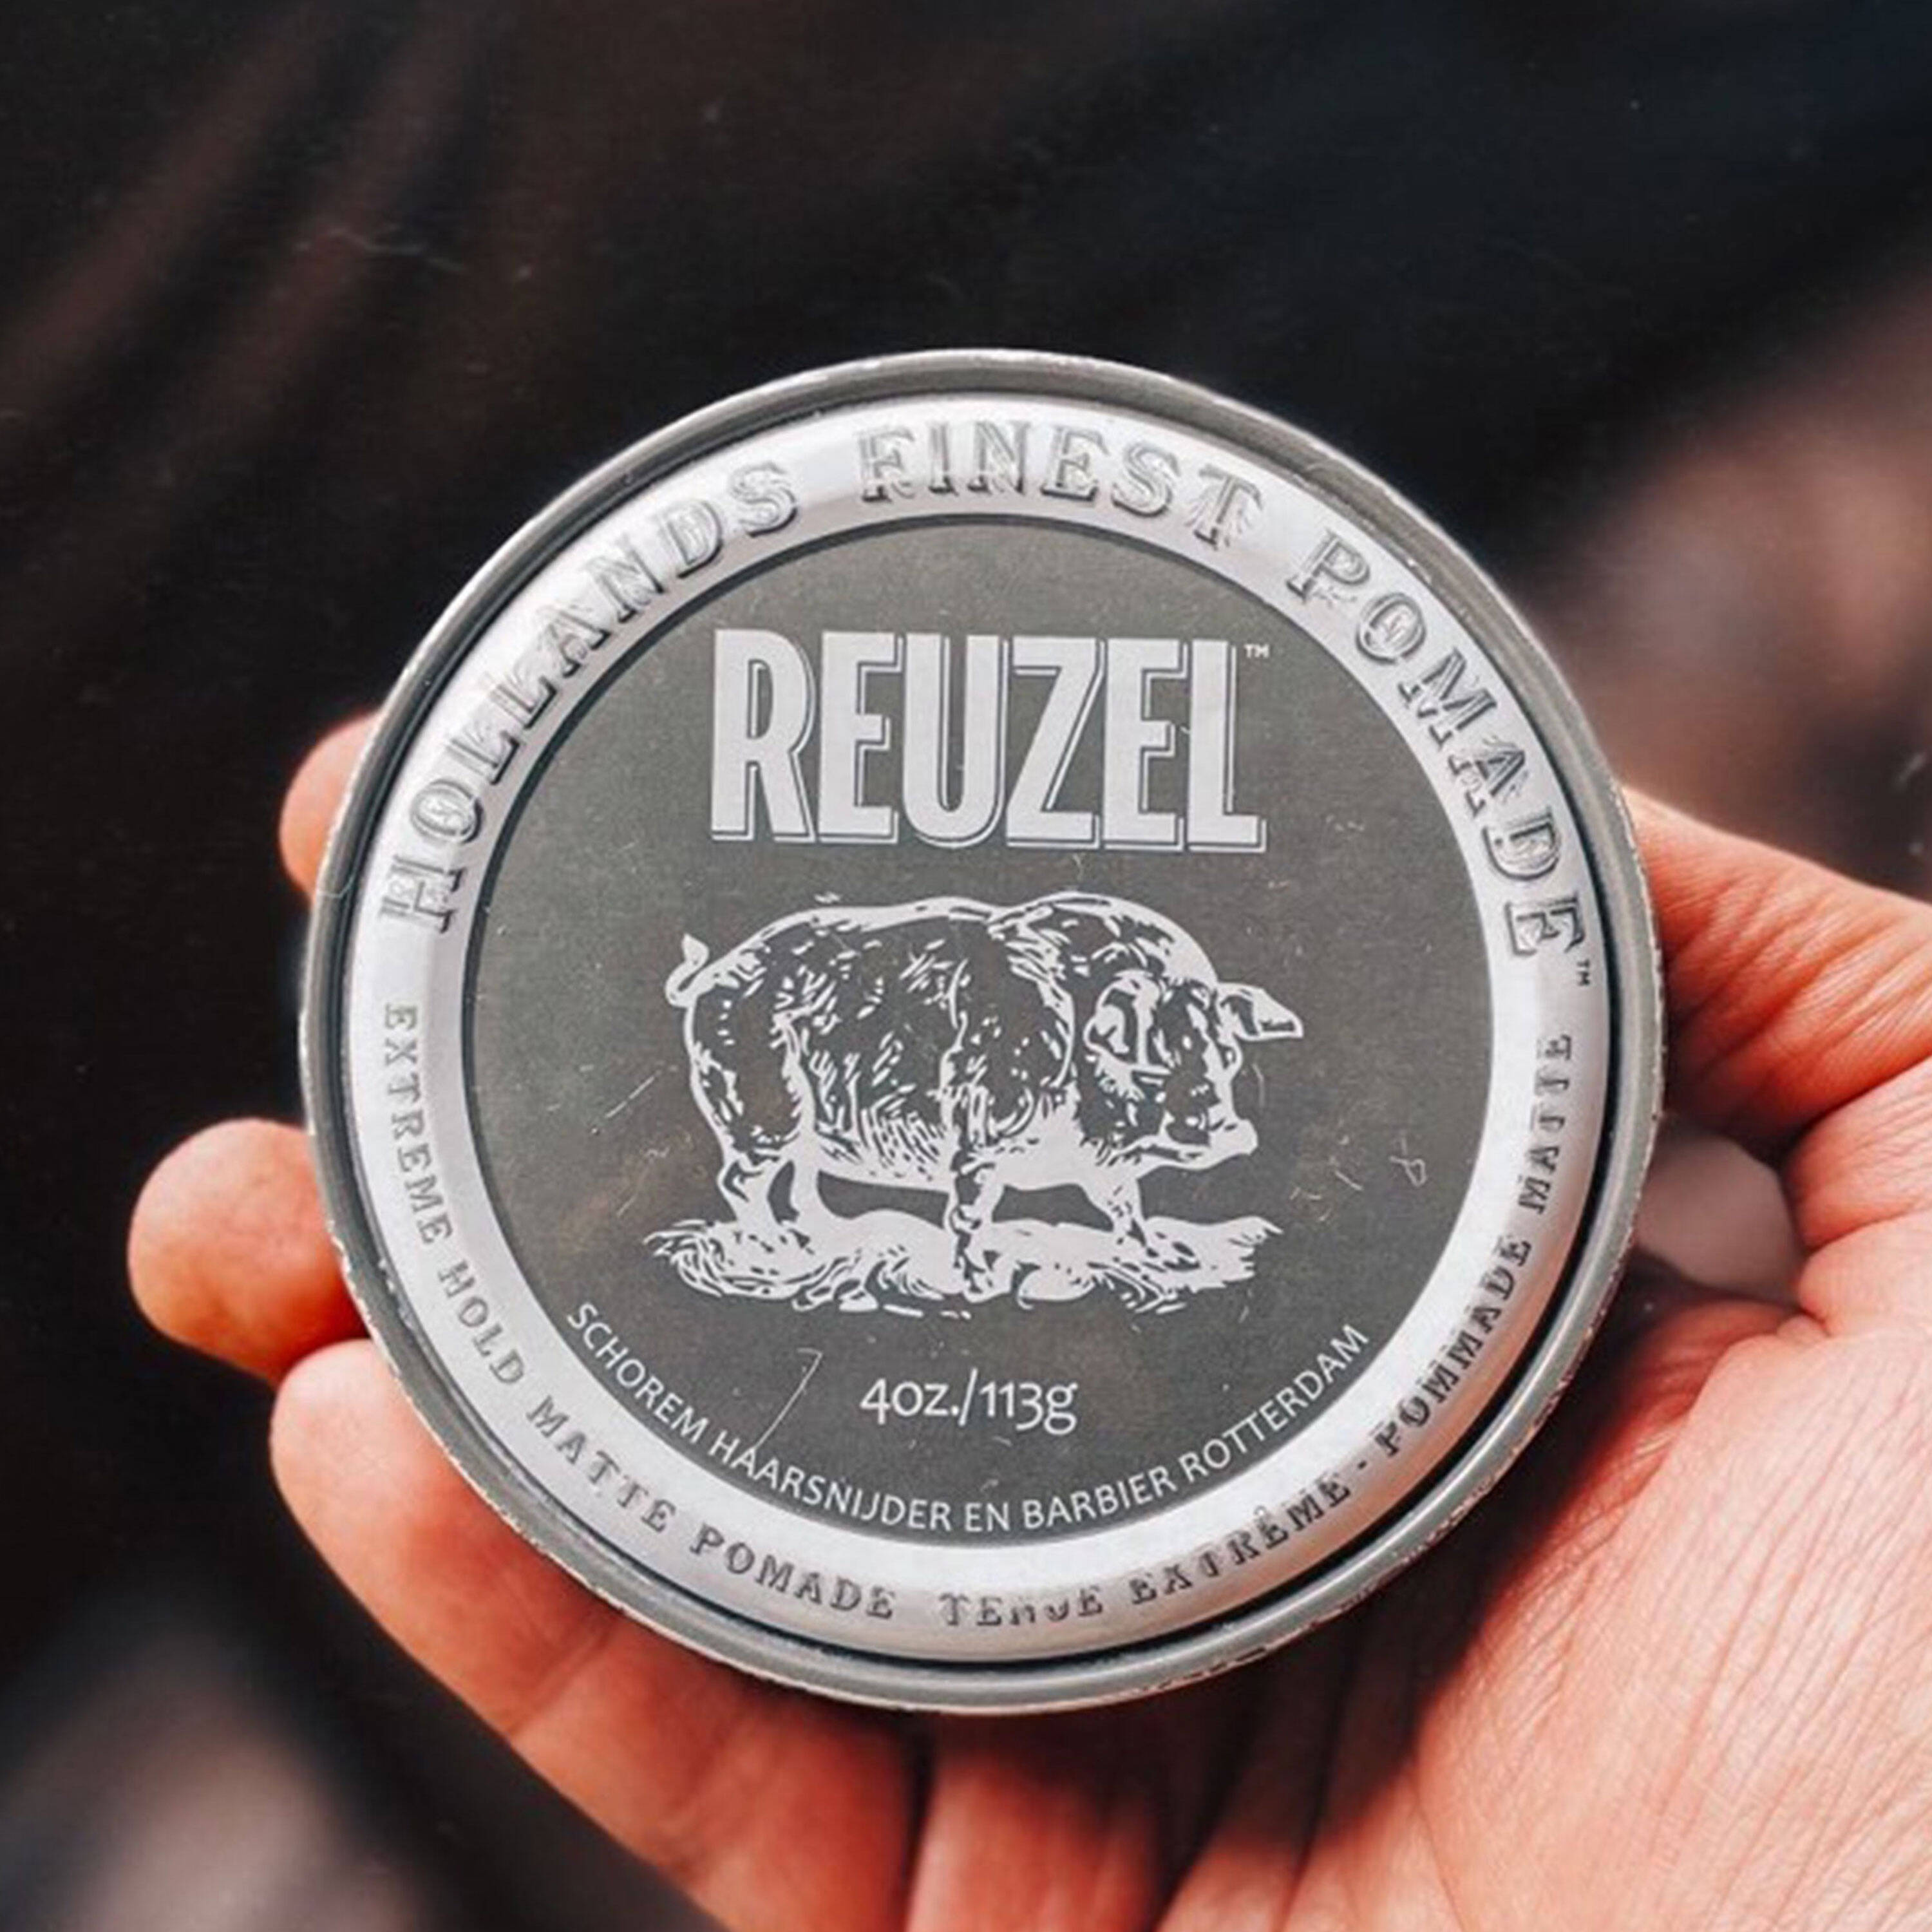 HOLLANDS FINEST POMADE™
REUZEL™
4oz./113g
SCHOREM HAARSNIJDER EN BARBIER ROTTERDAM
EXTREME HOLD MATTE POMADE TENUE EXTRÊME - POMMADE MATTE